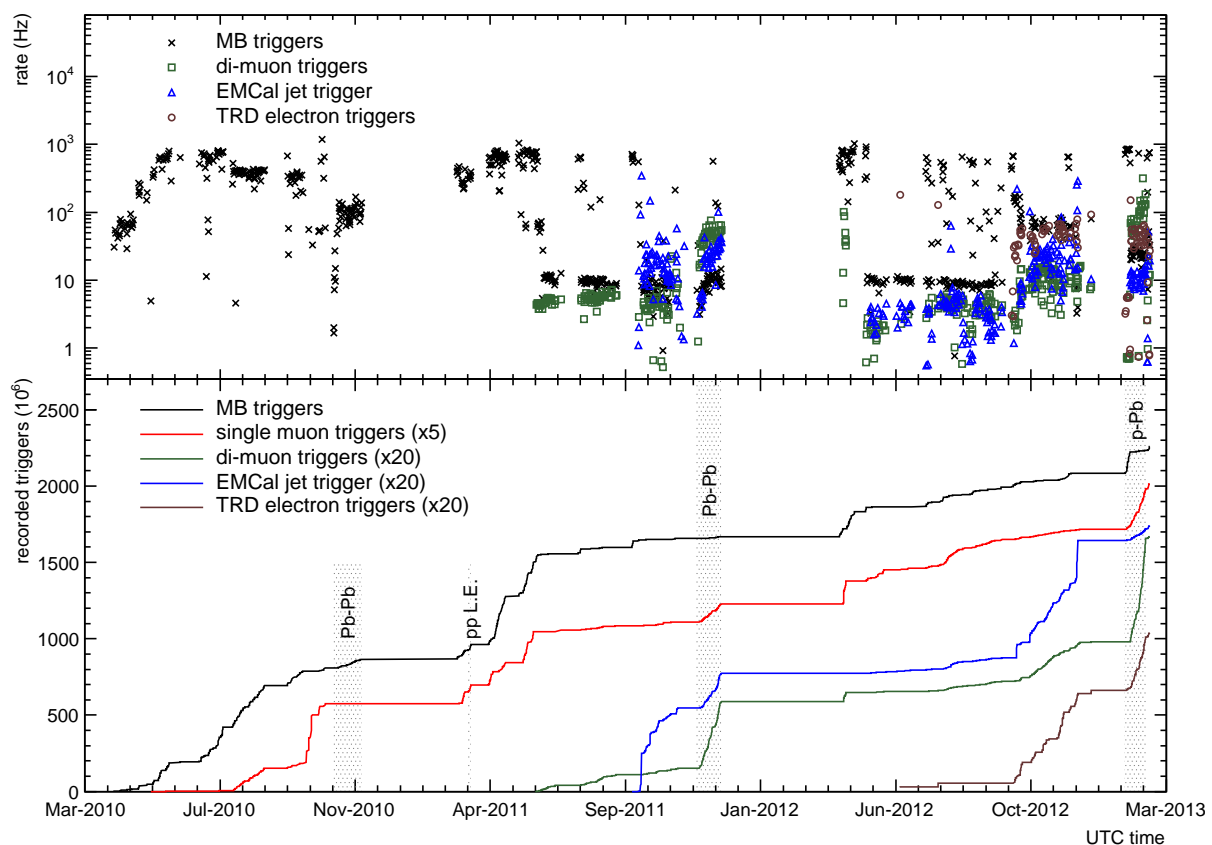 rate (Hz)
MB triggers
di-muon triggers
EMCal jet trigger
TRD electron triggers
10⁴
10³
10²
10
1
recorded triggers (10⁶)
MB triggers
single muon triggers (x5)
di-muon triggers (x20)
EMCal jet trigger (x20)
TRD electron triggers (x20)
2500
2000
1500
1000
500
0
Pb-Pb
pp L.E.
Pb-Pb
p-Pb
Mar-2010 Jul-2010 Nov-2010 Apr-2011 Sep-2011 Jan-2012 Jun-2012 Oct-2012 Mar-2013
UTC time